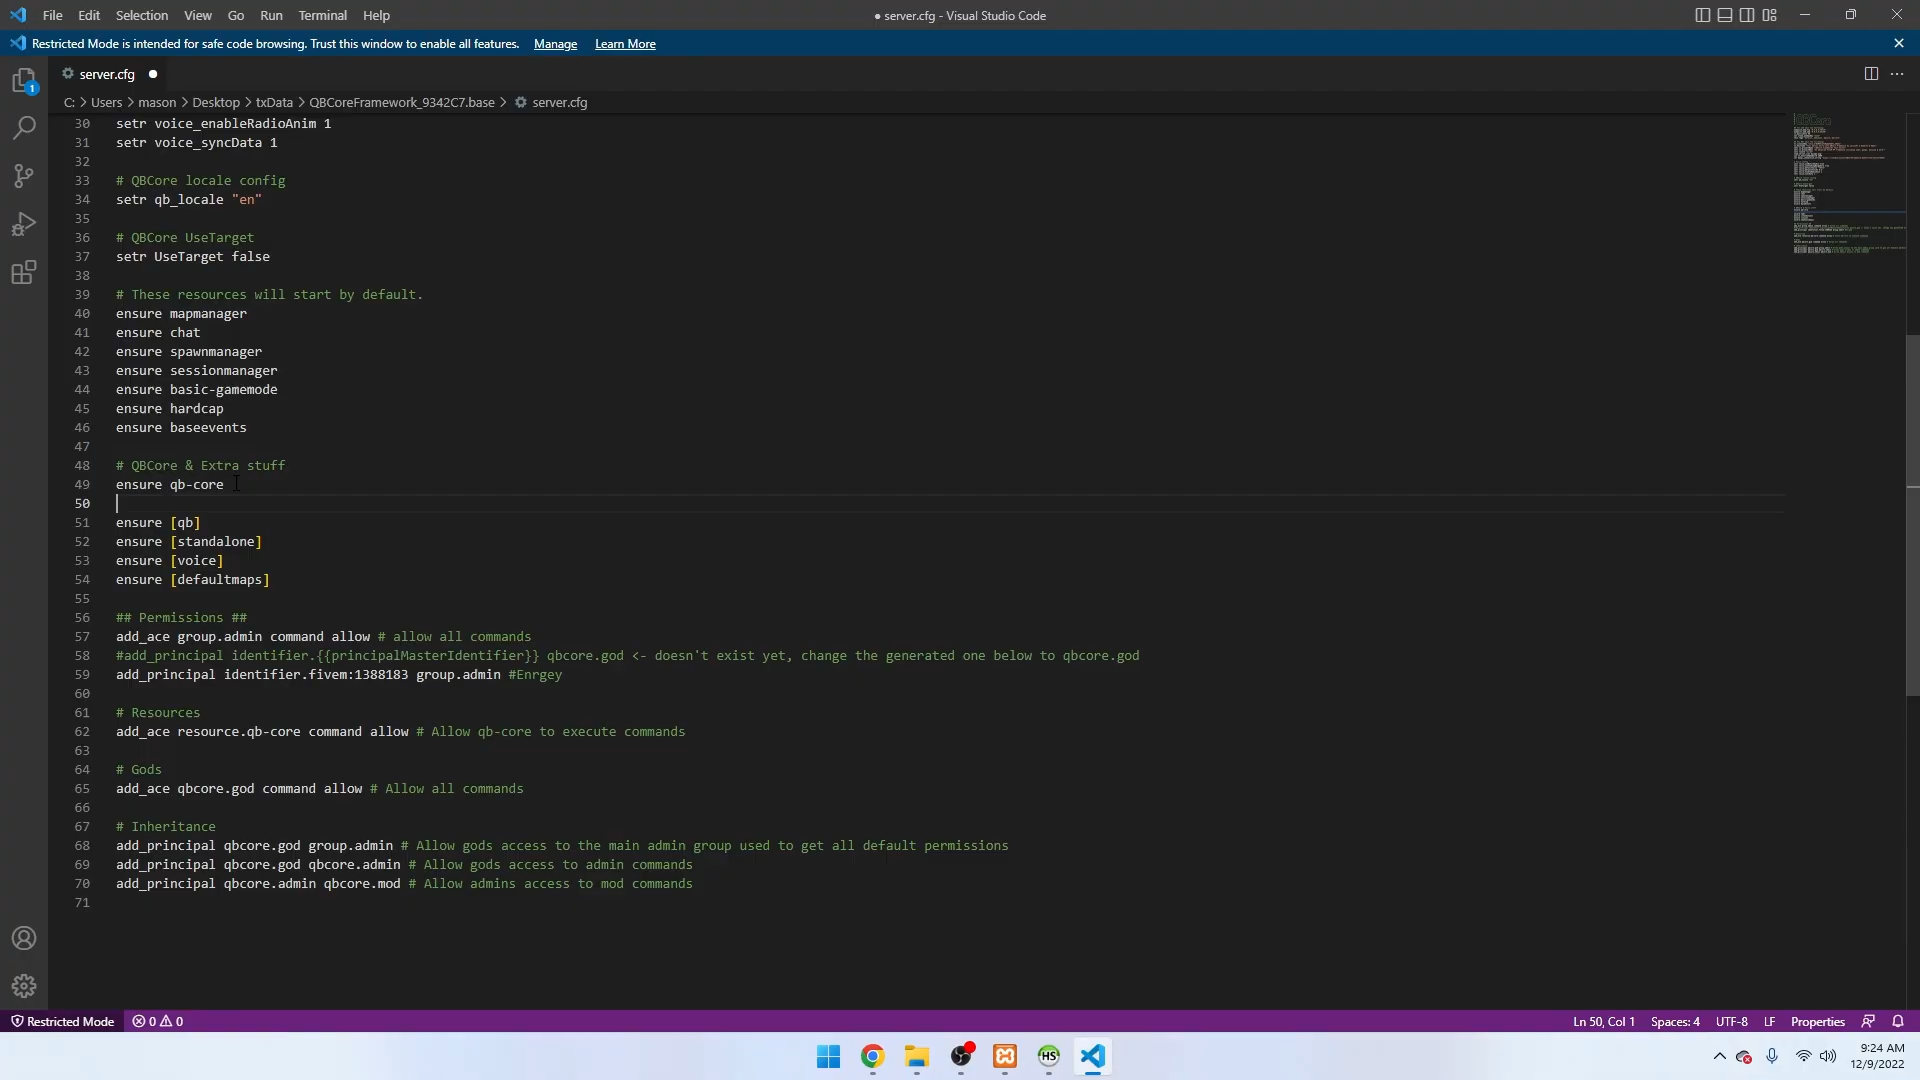 File Edit Selection View Go Run Terminal Help
● server.cfg - Visual Studio Code
Restricted Mode is intended for safe code browsing. Trust this window to enable all features. Manage Learn More
server.cfg
C: > Users > mason > Desktop > txData > QBCoreFramework_9342C7.base > server.cfg
1
30 setr voice_enableRadioAnim 1
31 setr voice_syncData 1
32
33 # QBCore locale config
34 setr qb_locale "en"
35
36 # QBCore UseTarget
37 setr UseTarget false
38
39 # These resources will start by default.
40 ensure mapmanager
41 ensure chat
42 ensure spawnmanager
43 ensure sessionmanager
44 ensure basic-gamemode
45 ensure hardcap
46 ensure baseevents
47
48 # QBCore & Extra stuff
49 ensure qb-core
50
51 ensure [qb]
52 ensure [standalone]
53 ensure [voice]
54 ensure [defaultmaps]
55
56 ## Permissions ##
57 add_ace group.admin command allow # allow all commands
58 #add_principal identifier.{{principalMasterIdentifier}} qbcore.god <- doesn't exist yet, change the generated one below to qbcore.god
59 add_principal identifier.fivem:1388183 group.admin #Enrgey
60
61 # Resources
62 add_ace resource.qb-core command allow # Allow qb-core to execute commands
63
64 # Gods
65 add_ace qbcore.god command allow # Allow all commands
66
67 # Inheritance
68 add_principal qbcore.god group.admin # Allow gods access to the main admin group used to get all default permissions
69 add_principal qbcore.god qbcore.admin # Allow gods access to admin commands
70 add_principal qbcore.admin qbcore.mod # Allow admins access to mod commands
71
Restricted Mode 0 0
Ln 50, Col 1 Spaces: 4 UTF-8 LF Properties
HS
9:24 AM
12/9/2022